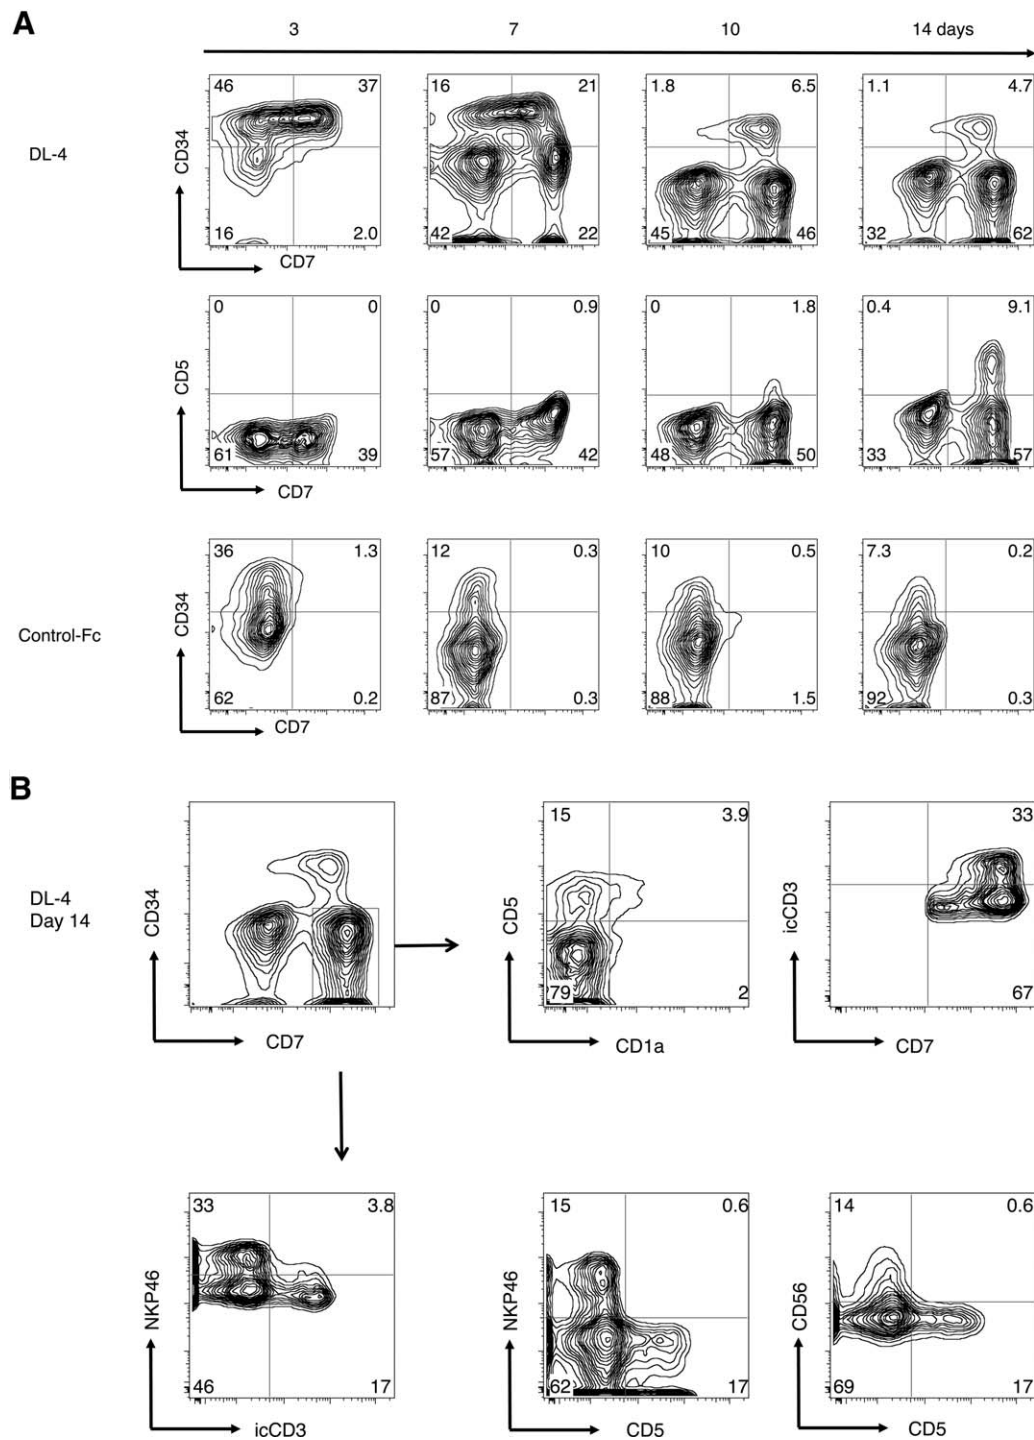 A
3 7 10 14 days
DL-4
CD34
46 37
16 2.0
CD7
16 21
42 22
1.8 6.5
45 46
1.1 4.7
32 62
CD5
0 0
61 39
CD7
0 0.9
57 42
0 1.8
48 50
0.4 9.1
33 57
Control-Fc
CD34
36 1.3
62 0.2
CD7
12 0.3
87 0.3
10 0.5
88 1.5
7.3 0.2
92 0.3
B
DL-4
Day 14
CD34
CD7
CD5
15 3.9
79 2
CD1a
icCD3
33
67
CD7
NKP46
33 3.8
46 17
icCD3
NKP46
15 0.6
62 17
CD5
CD56
14 0.6
69 17
CD5